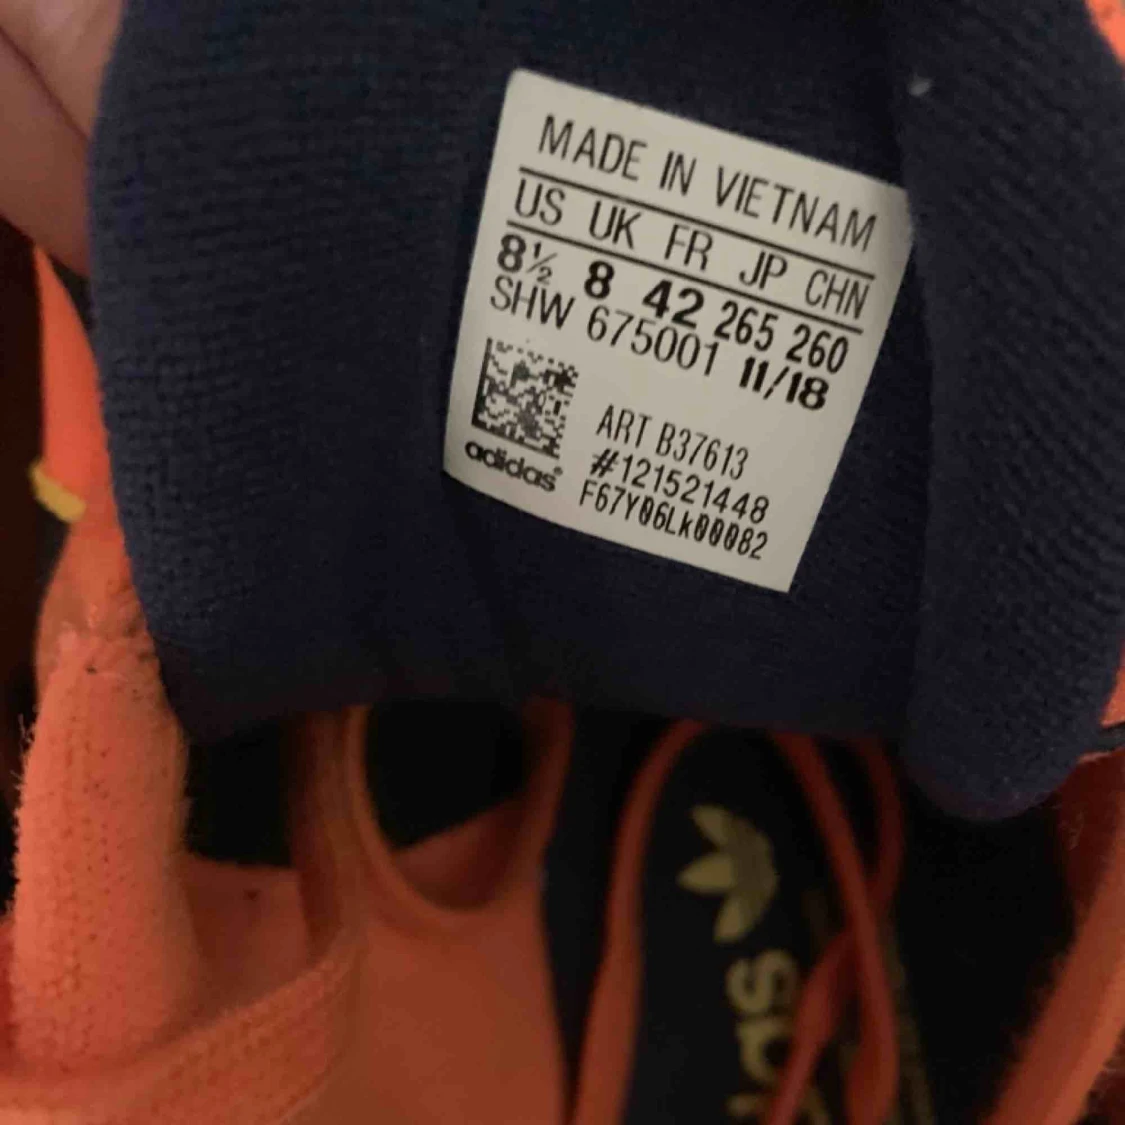 MADE IN VIETNAM
US UK FR JP CHN
8½ 8 42 265 260
SHW 675001 11/18
ART B37613
#121521448
F67Y06Lk00082
adidas®